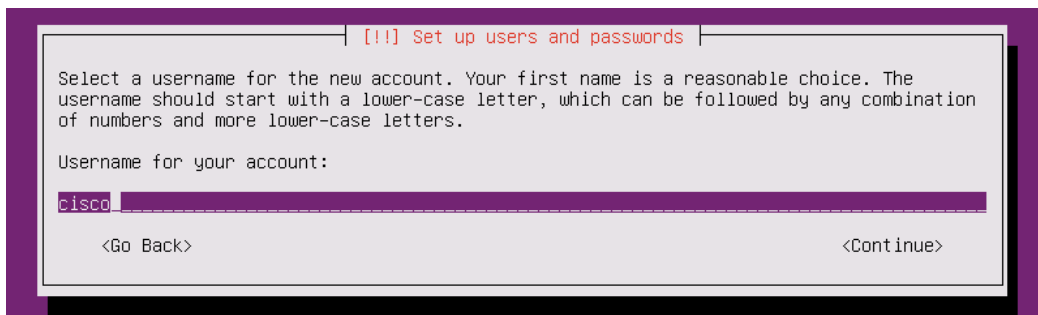 [!!] Set up users and passwords
Select a username for the new account. Your first name is a reasonable choice. The
username should start with a lower-case letter, which can be followed by any combination
of numbers and more lower-case letters.
Username for your account:
cisco
<Go Back> <Continue>